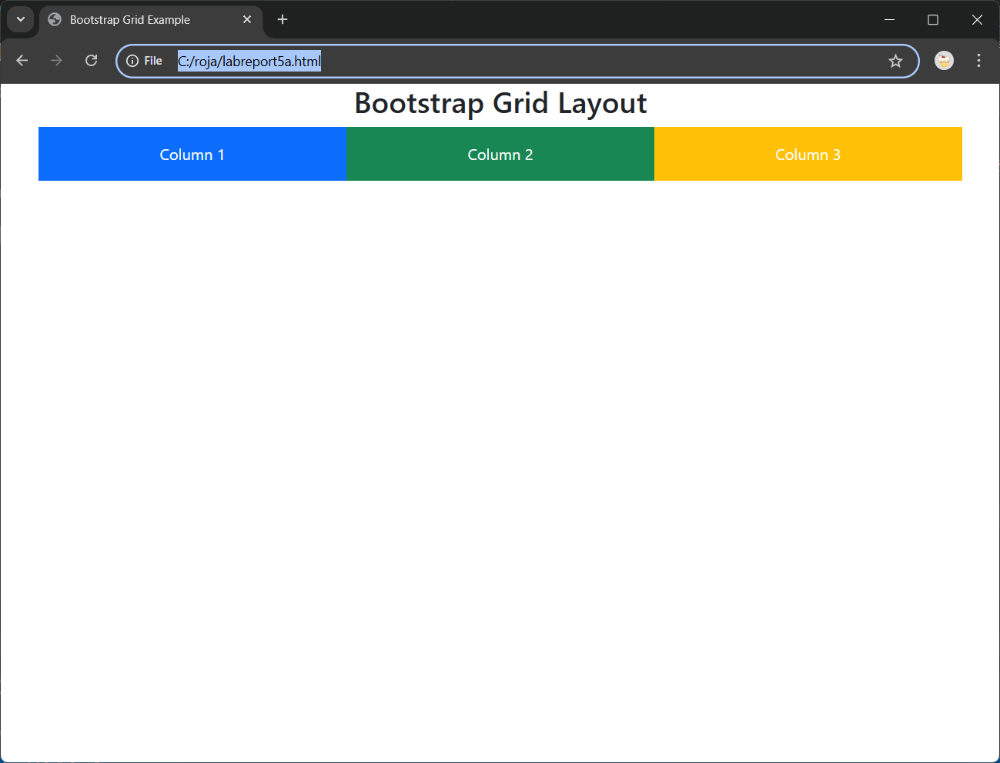 Bootstrap Grid Example
File C:/roja/labreport5a.html
Bootstrap Grid Layout
Column 1 Column 2 Column 3